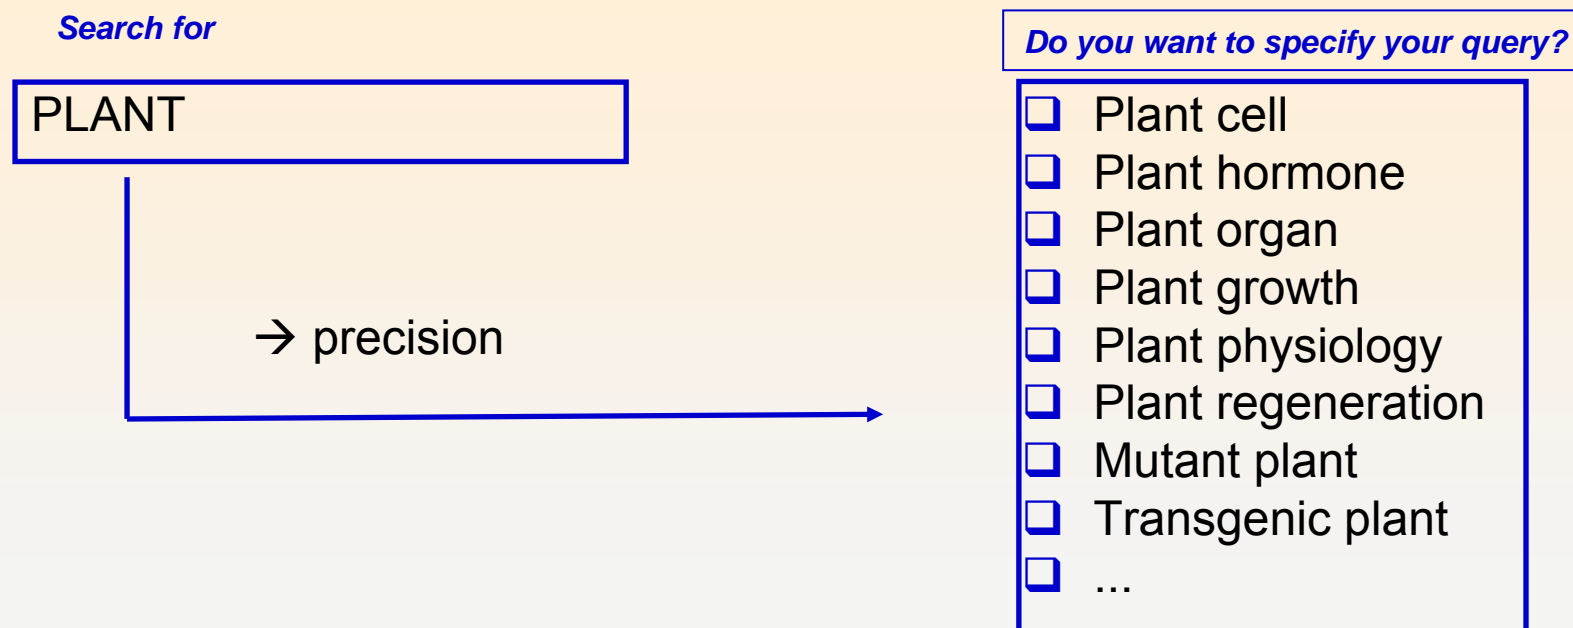 Search for
PLANT
→ precision
Do you want to specify your query?
❑ Plant cell
❑ Plant hormone
❑ Plant organ
❑ Plant growth
❑ Plant physiology
❑ Plant regeneration
❑ Mutant plant
❑ Transgenic plant
❑ ...